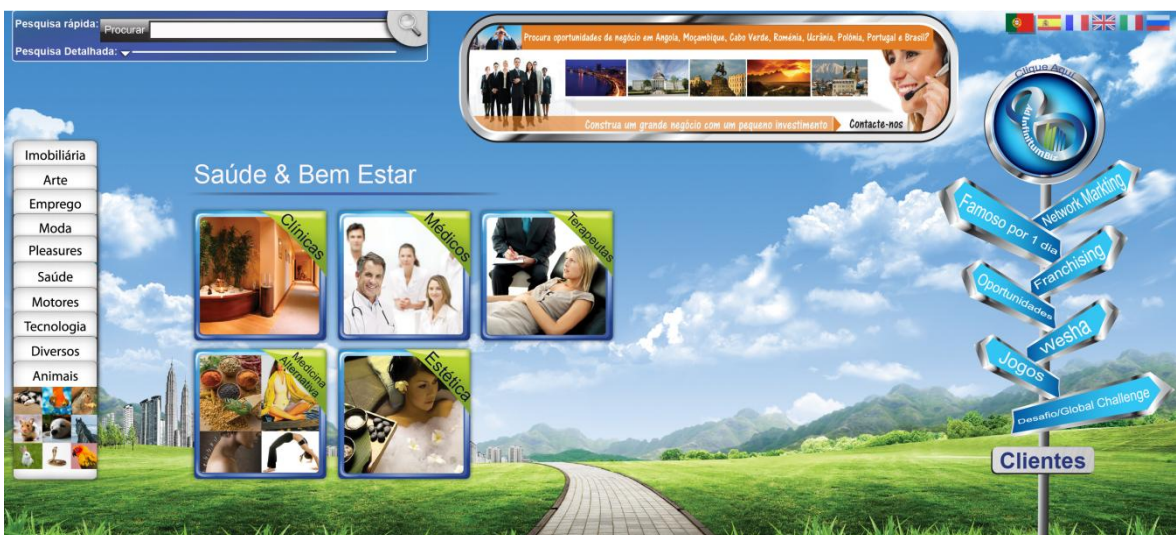 Pesquisa rápida:
Procurar
Pesquisa Detalhada:
Procura oportunidades de negócio em Angola, Moçambique, Cabo Verde, Roménia, Ucrânia, Polónia, Portugal e Brasil?
Construa um grande negócio com um pequeno investimento
Contacte-nos
Clique Aqui
Ad InfinitumBiz
Imobiliária
Arte
Emprego
Moda
Pleasures
Saúde
Motores
Tecnologia
Diversos
Animais
Saúde & Bem Estar
Clínicas
Médicos
Terapeutas
Medicina
Alternativa
Estética
Network Markting
Famoso por 1 dia
Franchising
Oportunidades
Wesha
Jogos
Desafio/Global Challenge
Clientes